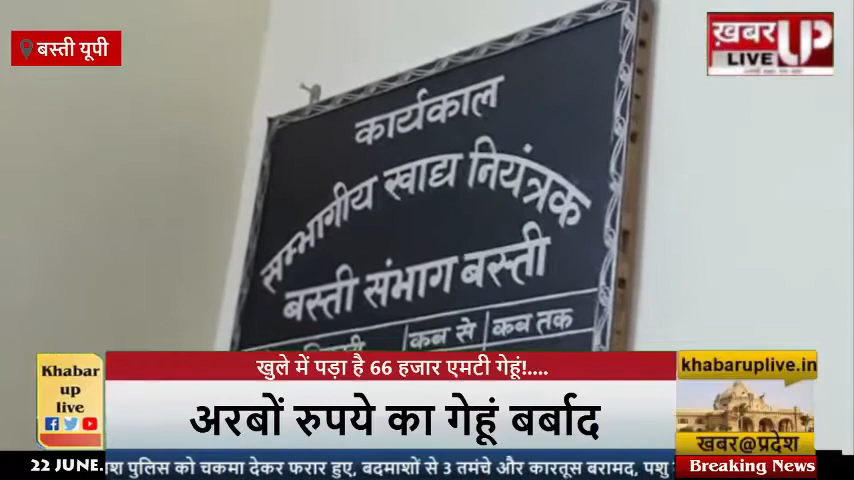 बस्ती यूपी
ख़बर UP
LIVE
कार्यकाल
सम्भागीय खाद्य नियंत्रक
बस्ती संभाग बस्ती
कब से कब तक
खुले में पड़ा है 66 हजार एमटी गेहूं!....
Khabar
up
live
अरबों रुपये का गेहूं बर्बाद
khabaruplive.in
खबर@प्रदेश
22 JUNE. श पुलिस को चकमा देकर फरार हुए, बदमाशों से 3 तमंचे और कारतूस बरामद, पशु
Breaking News